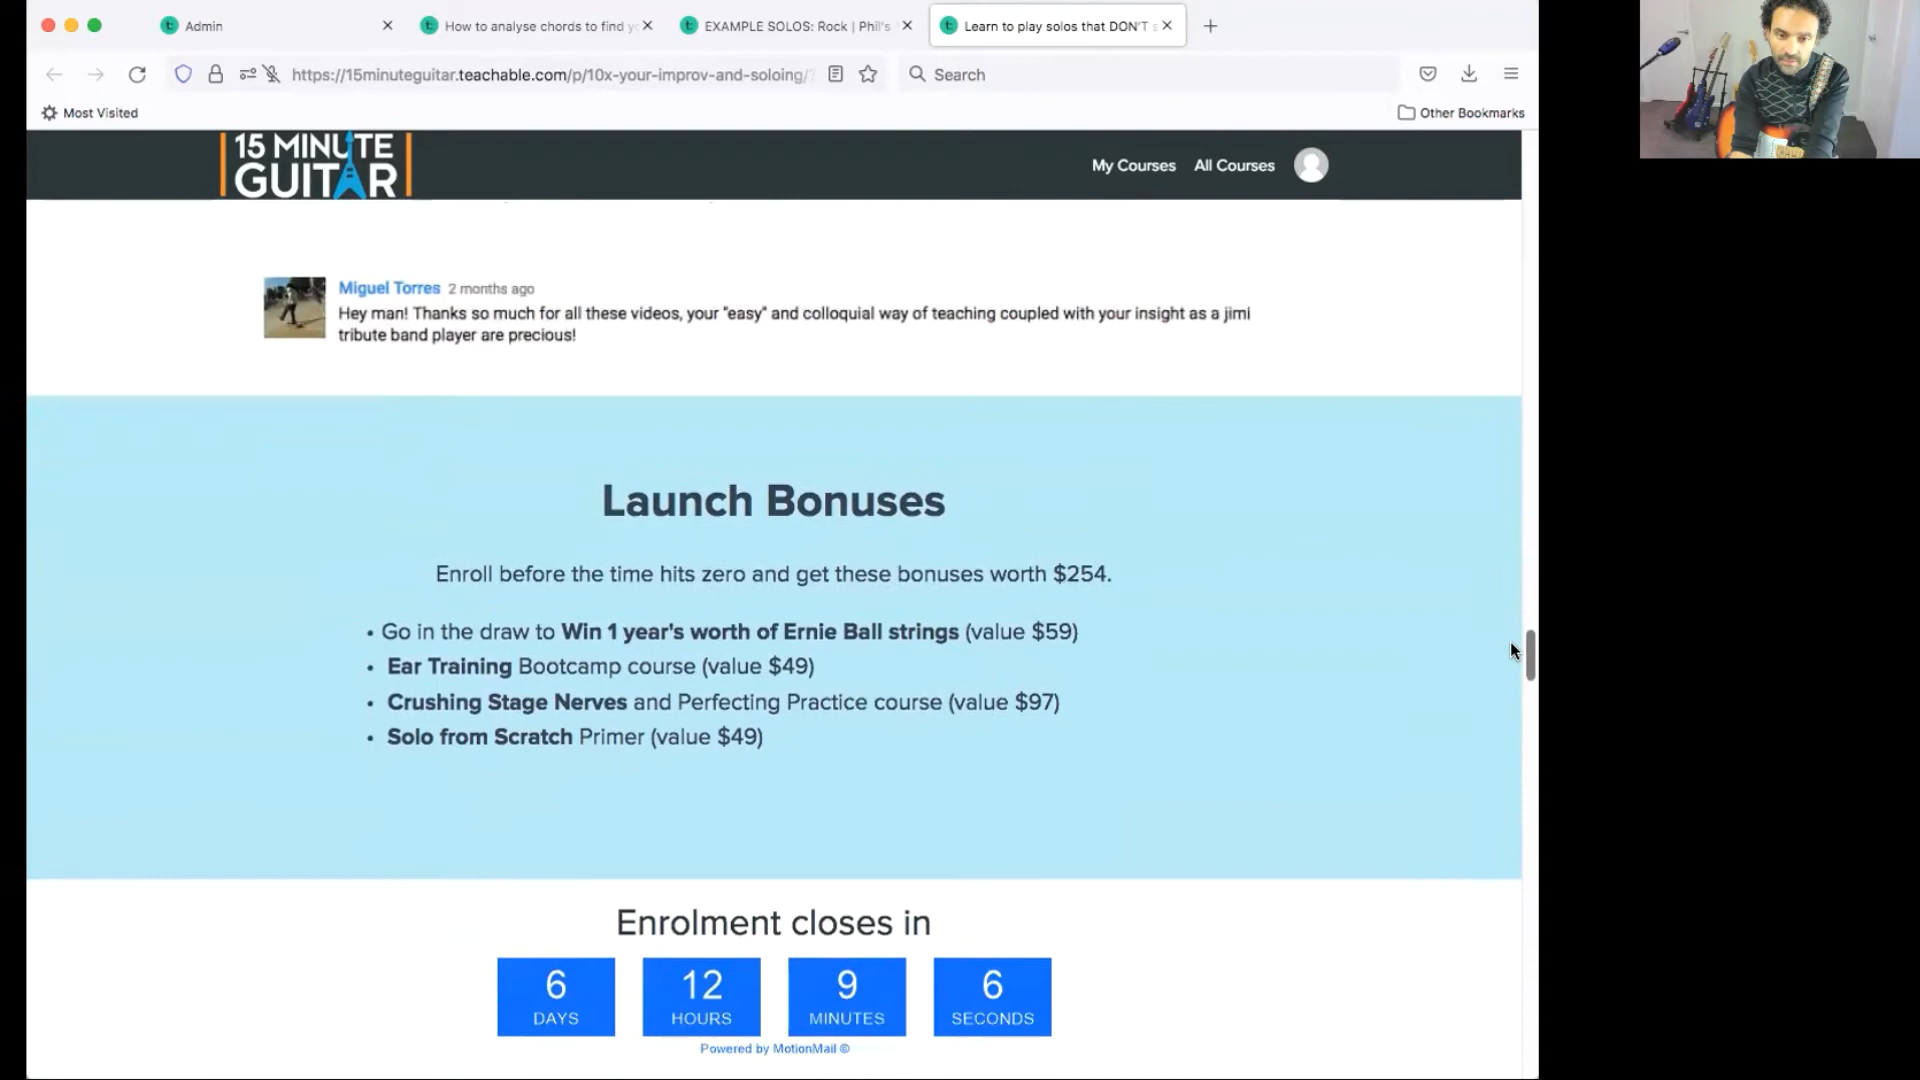 Admin
How to analyse chords to find yo
EXAMPLE SOLOS: Rock | Phil's
Learn to play solos that DON'T s
https://15minuteguitar.teachable.com/p/10x-your-improv-and-soloing/?
Search
Most Visited
Other Bookmarks
15 MINUTE
GUITAR
My Courses
All Courses
Miguel Torres 2 months ago
Hey man! Thanks so much for all these videos, your "easy" and colloquial way of teaching coupled with your insight as a jimi
tribute band player are precious!
Launch Bonuses
Enroll before the time hits zero and get these bonuses worth $254.
• Go in the draw to Win 1 year's worth of Ernie Ball strings (value $59)
• Ear Training Bootcamp course (value $49)
• Crushing Stage Nerves and Perfecting Practice course (value $97)
• Solo from Scratch Primer (value $49)
Enrolment closes in
6 12 9 6
DAYS HOURS MINUTES SECONDS
Powered by MotionMail ©